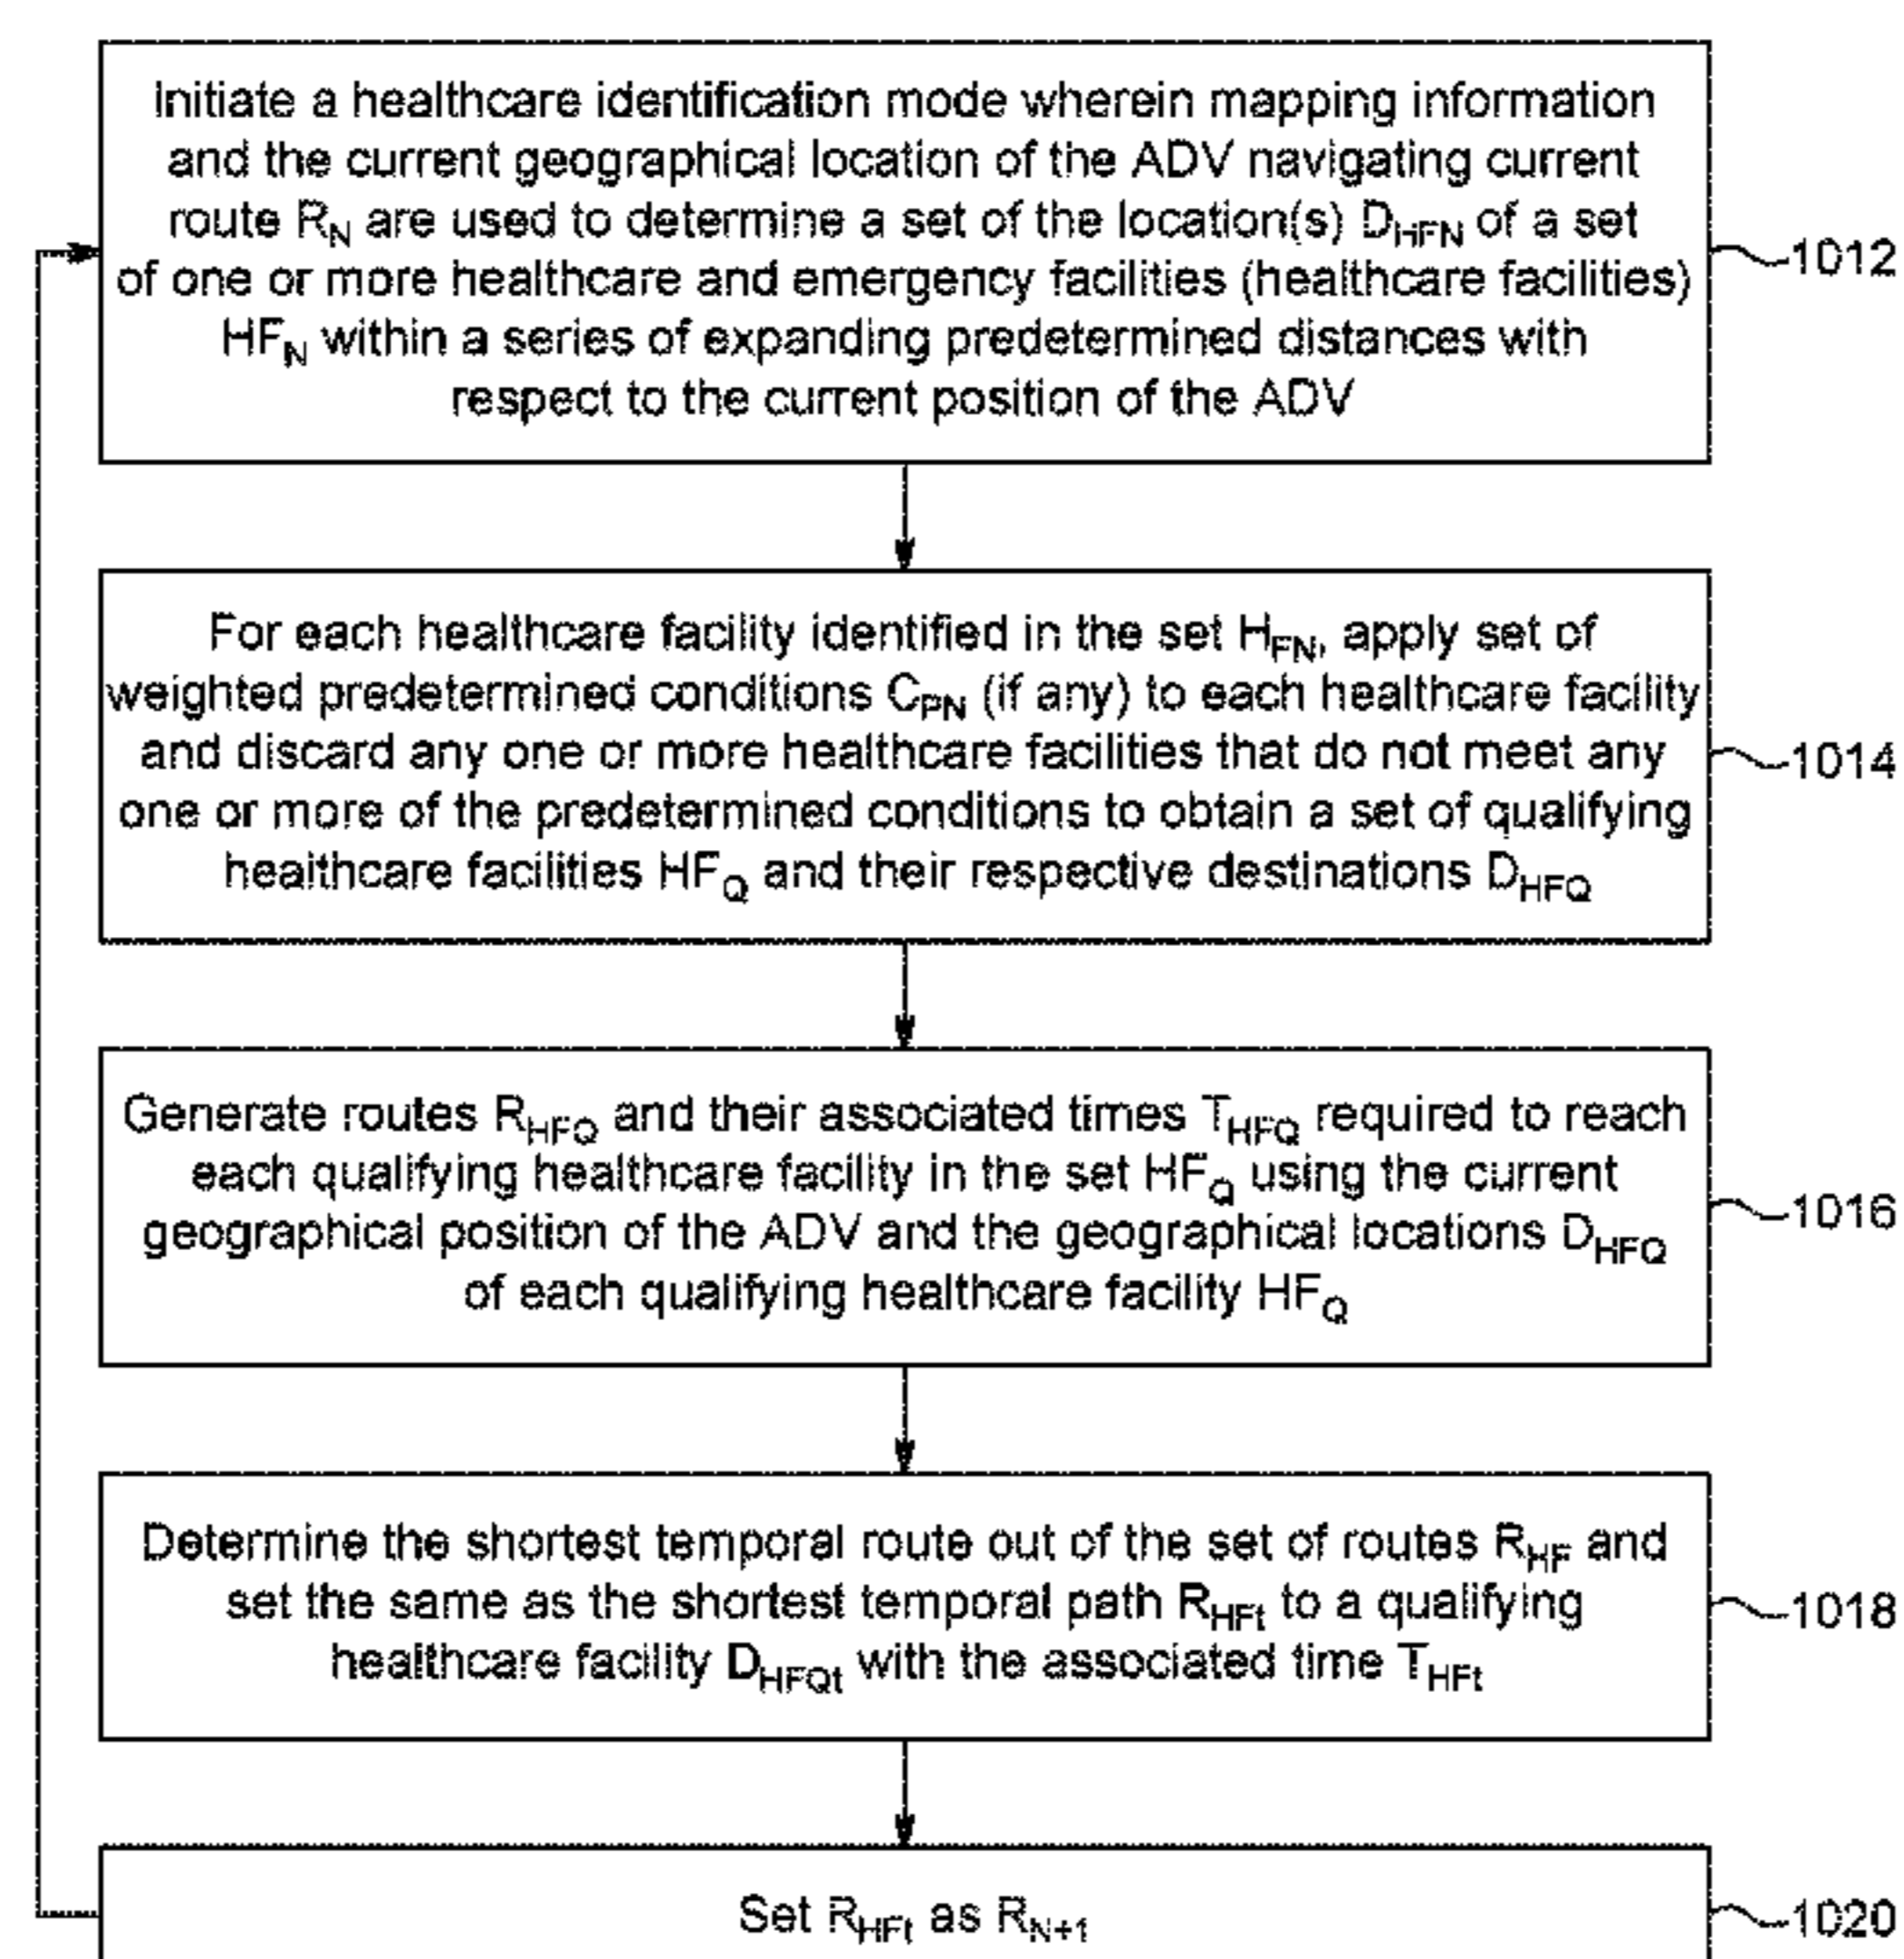 Initiate a healthcare identification mode wherein mapping information
and the current geographical location of the ADV navigating current
route R_N are used to determine a set of the location(s) D_HFN of a set
of one or more healthcare and emergency facilities (healthcare facilities)
HF_N within a series of expanding predetermined distances with
respect to the current position of the ADV
1012
For each healthcare facility identified in the set H_FN, apply set of
weighted predetermined conditions C_PN (if any) to each healthcare facility
and discard any one or more healthcare facilities that do not meet any
one or more of the predetermined conditions to obtain a set of qualifying
healthcare facilities HF_Q and their respective destinations D_HFQ
1014
Generate routes R_HFQ and their associated times T_HFQ required to reach
each qualifying healthcare facility in the set HF_Q using the current
geographical position of the ADV and the geographical locations D_HFQ
of each qualifying healthcare facility HF_Q
1016
Determine the shortest temporal route out of the set of routes R_HF and
set the same as the shortest temporal path R_HFt to a qualifying
healthcare facility D_HFQt with the associated time T_HFt
1018
Set R_HFt as R_N+1
1020